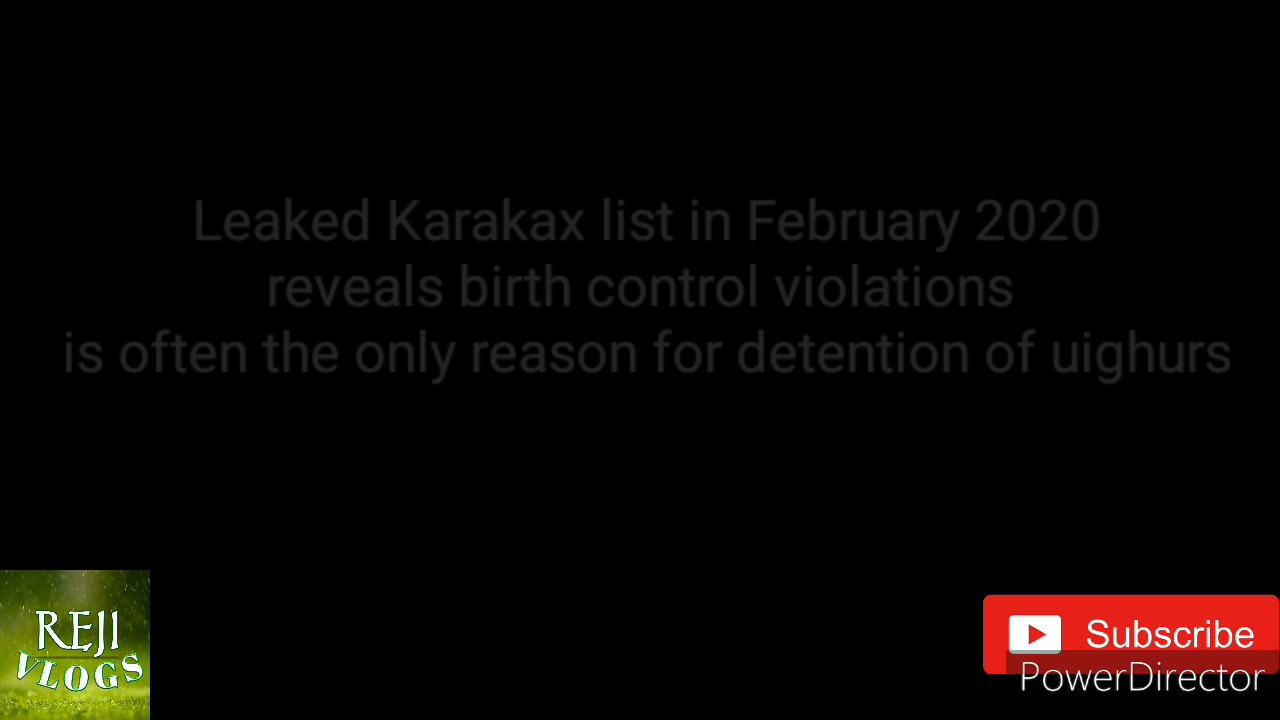 Leaked Karakax list in February 2020
reveals birth control violations
is often the only reason for detention of uighurs
REJI
VLOGS
Subscribe
PowerDirector